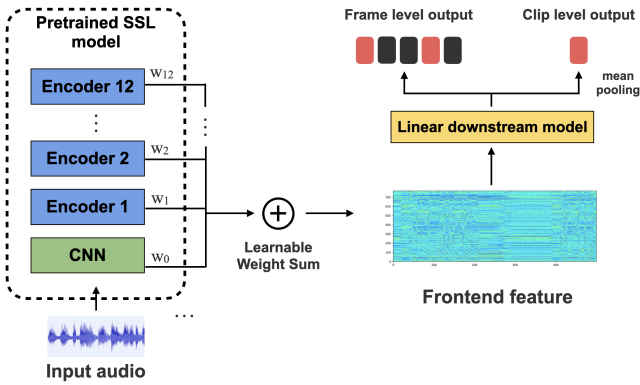 Pretrained SSL
model
Encoder 12
W12
...
Encoder 2
W2
Encoder 1
W1
CNN
W0
...
Input audio
Learnable
Weight Sum
Frame level output
Clip level output
mean
pooling
Linear downstream model
Frontend feature